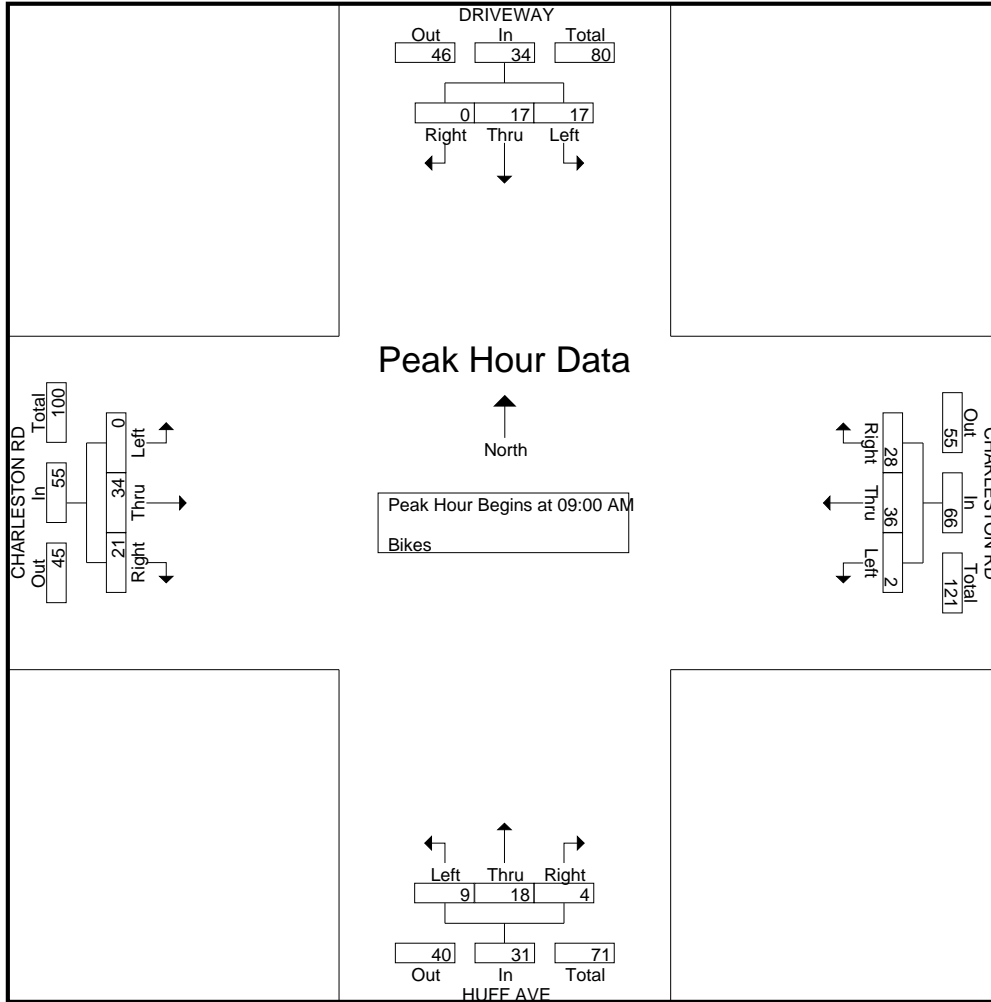 DRIVEWAY
Out In Total
46 34 80
0 17 17
Right Thru Left
Peak Hour Data
North
Peak Hour Begins at 09:00 AM
Bikes
CHARLESTON RD
Total In Out
100 55 45
0 34 21
Left Thru Right
CHARLESTON RD
Out In Total
55 66 121
28 36 2
Right Thru Left
Left Thru Right
9 18 4
40 31 71
Out In Total
HUFF AVE